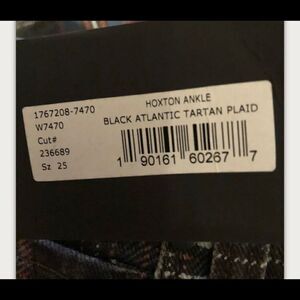 1767208-7470
W7470
Cut#
236689
Sz 25
HOXTON ANKLE
BLACK ATLANTIC TARTAN PLAID
1 90161 60267 7